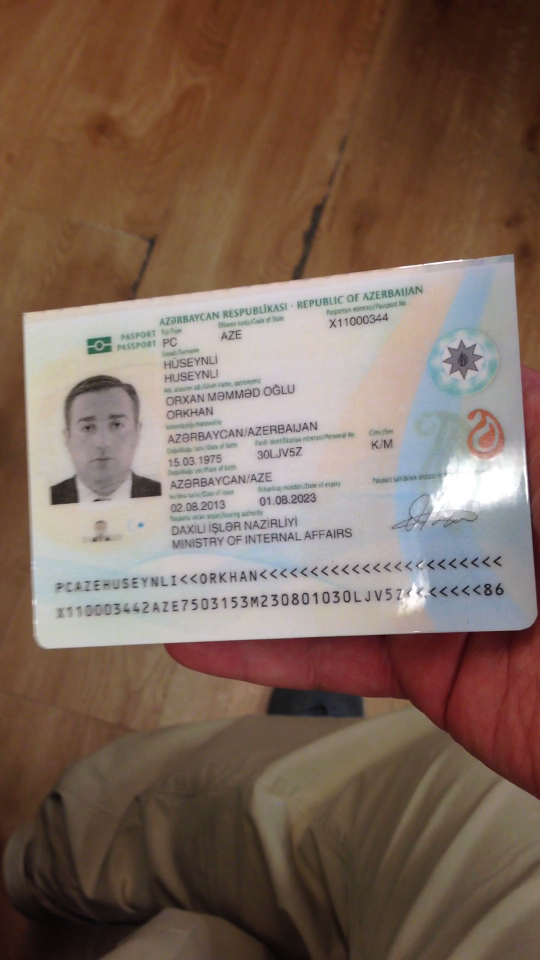 AZƏRBAYCAN RESPUBLİKASI - REPUBLIC OF AZERBAIJAN
PASPORT
PASSPORT
Tip/Type
PC
Ölkənin kodu/Code of State
AZE
Pasportun nömrəsi/Passport No.
X11000344
Soyadı/Surname
HÜSEYNLİ
HUSEYNLI
Adı, atasının adı/Given name, patronymic
ORXAN MƏMMƏD OĞLU
ORKHAN
Vətəndaşlığı/Nationality
AZƏRBAYCAN/AZERBAIJAN
Doğulduğu tarix/Date of birth
15.03.1975
Fərdi identifikasiya nömrəsi/Personal No.
30LJV5Z
Cinsi/Sex
K/M
Doğulduğu yer/Place of birth
AZƏRBAYCAN/AZE
Verilmə tarixi/Date of issue
02.08.2013
Etibarlılıq müddəti/Date of expiry
01.08.2023
Pasportu verən orqan/Issuing authority
DAXİLİ İŞLƏR NAZİRLİYİ
MINISTRY OF INTERNAL AFFAIRS
Pasport sahibinin imzası
PCAZEHUSEYNLI<<ORKHAN<<<<<<<<<<<<<<<<<<<<<<<
X110003442AZE7503153M230801030LJV5Z<<<<<<<86